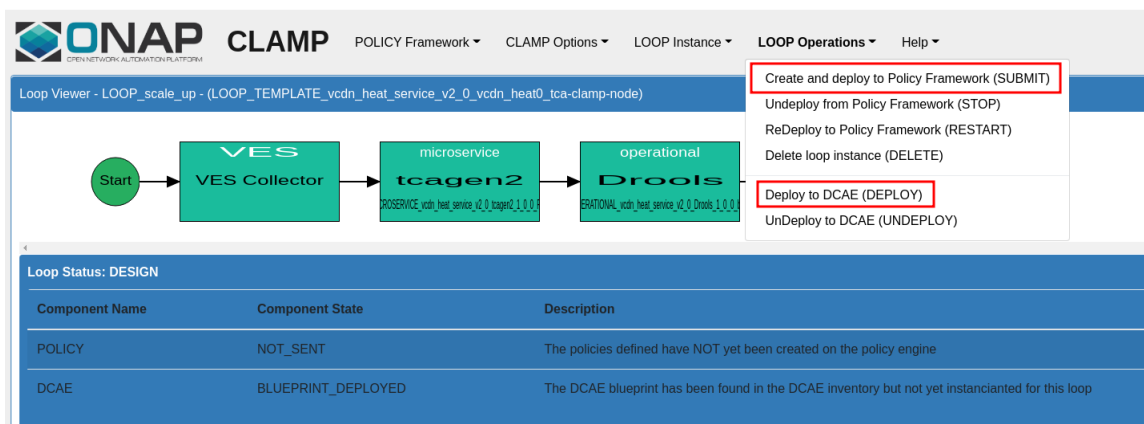 ONAP
OPEN NETWORK AUTOMATION PLATFORM
CLAMP
POLICY Framework
CLAMP Options
LOOP Instance
LOOP Operations
Help
Create and deploy to Policy Framework (SUBMIT)
Undeploy from Policy Framework (STOP)
ReDeploy to Policy Framework (RESTART)
Delete loop instance (DELETE)
Deploy to DCAE (DEPLOY)
UnDeploy to DCAE (UNDEPLOY)
Loop Viewer - LOOP_scale_up - (LOOP_TEMPLATE_vcdn_heat_service_v2_0_vcdn_heat0_tca-clamp-node)
Start
VES
VES Collector
microservice
tcagen2
ROSERVICE_vcdn_heat_service_v2_0_tcagen2_1_0_0_
operational
Drools
ERATIONAL_vcdn_heat_service_v2_0_Drools_1_0_0_
Loop Status: DESIGN
Component Name Component State Description
POLICY NOT_SENT The policies defined have NOT yet been created on the policy engine
DCAE BLUEPRINT_DEPLOYED The DCAE blueprint has been found in the DCAE inventory but not yet instancianted for this loop